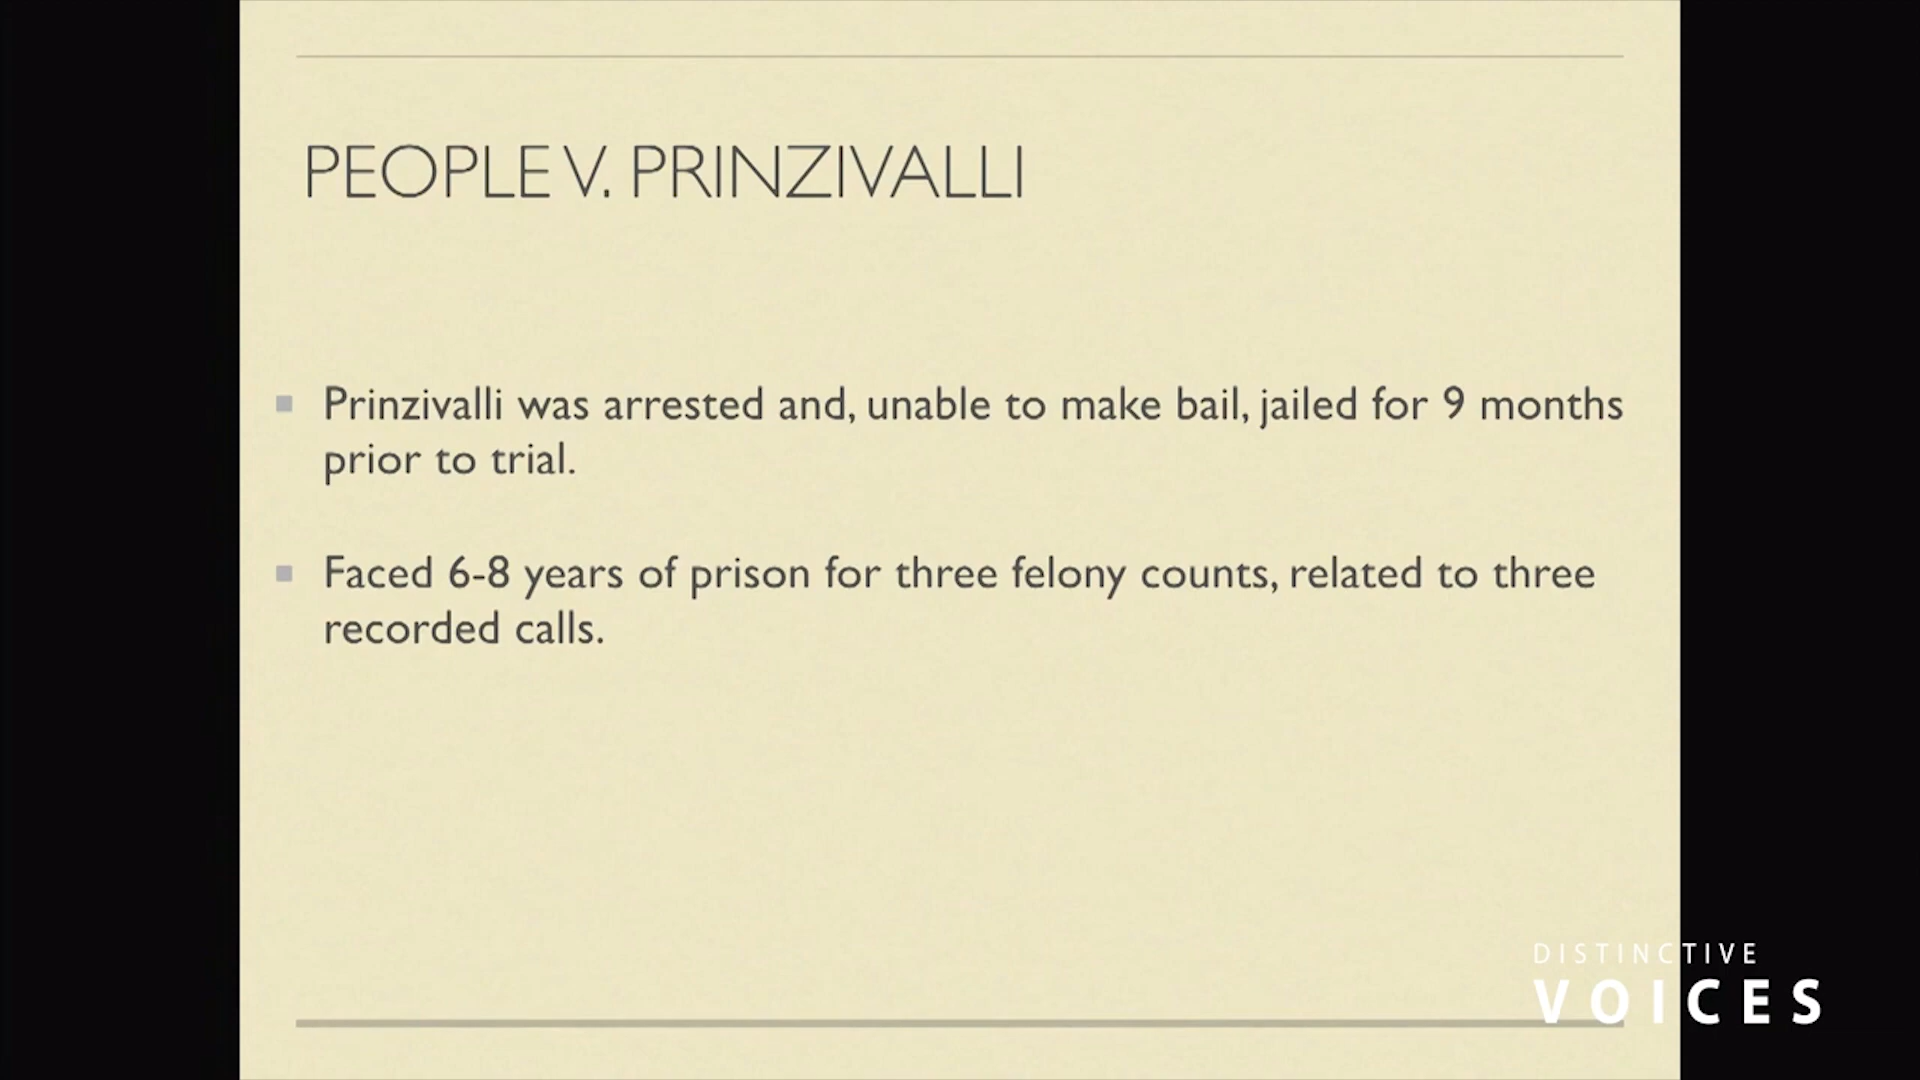 PEOPLE V. PRINZIVALLI
Prinzivalli was arrested and, unable to make bail, jailed for 9 months
prior to trial.
Faced 6-8 years of prison for three felony counts, related to three
recorded calls.
DISTINCTIVE
VOICES